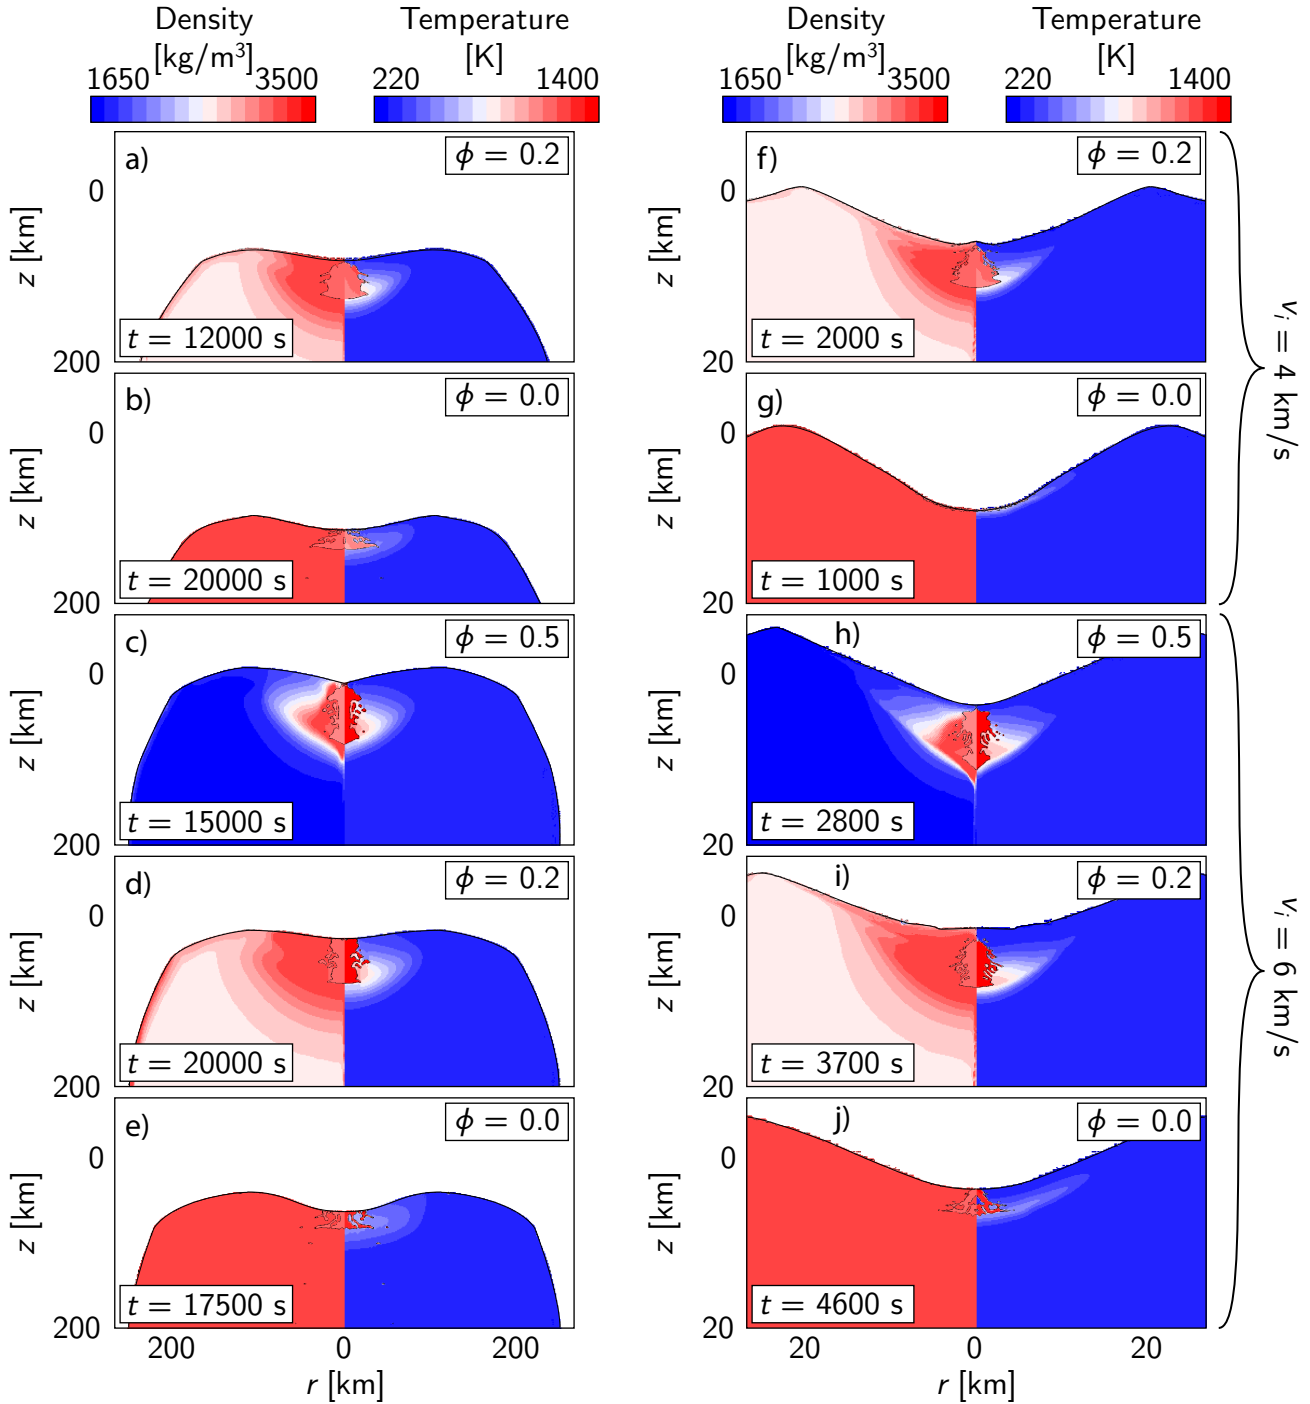 Density Temperature Density Temperature
[kg/m³] [K] [kg/m³] [K]
1650 3500 220 1400 1650 3500 220 1400
a) ϕ = 0.2
z [km]
0
200
t = 12000 s
f) ϕ = 0.2
z [km]
0
20
t = 2000 s
b) ϕ = 0.0
z [km]
0
200
t = 20000 s
g) ϕ = 0.0
z [km]
0
20
t = 1000 s
v_i = 4 km/s
c) ϕ = 0.5
z [km]
0
200
t = 15000 s
h) ϕ = 0.5
z [km]
0
20
t = 2800 s
d) ϕ = 0.2
z [km]
0
200
t = 20000 s
i) ϕ = 0.2
z [km]
0
20
t = 3700 s
e) ϕ = 0.0
z [km]
0
200
t = 17500 s
j) ϕ = 0.0
z [km]
0
20
t = 4600 s
v_i = 6 km/s
200 0 200 20 0 20
r [km] r [km]